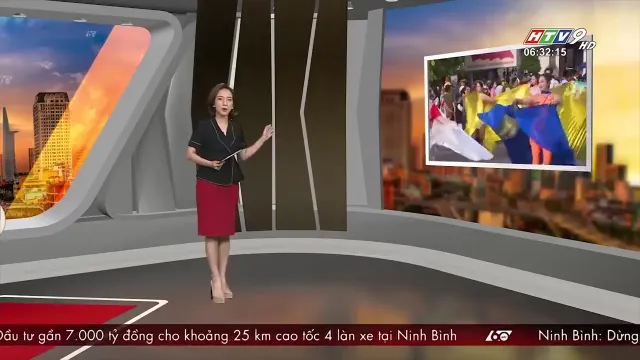 HTV9 HD
06:32:15
Đầu tư gần 7.000 tỷ đồng cho khoảng 25 km cao tốc 4 làn xe tại Ninh Bình 60 Ninh Bình: Dừng